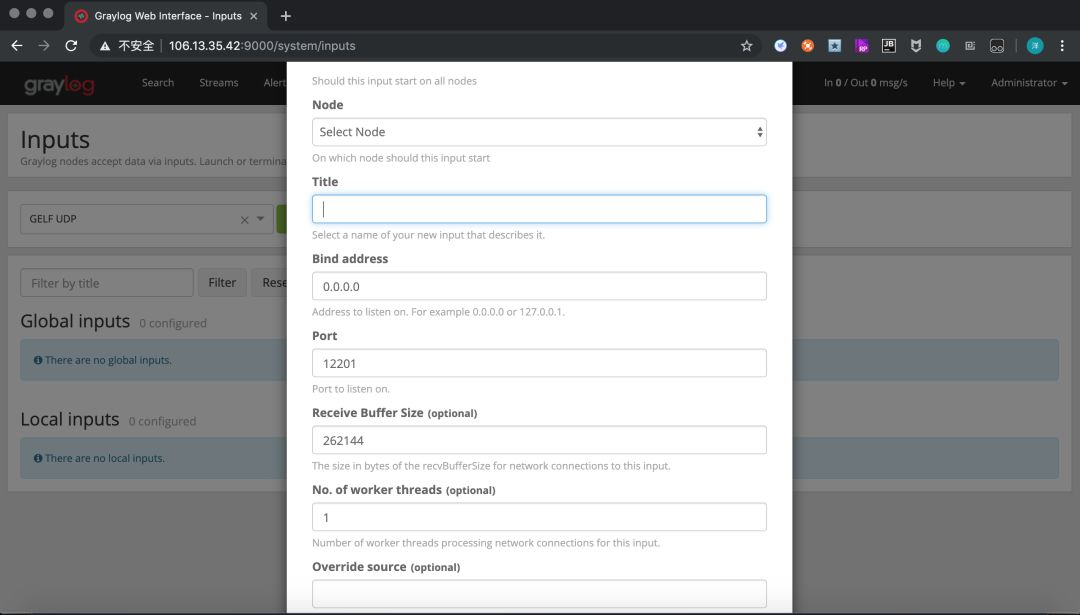 Graylog Web Interface - Inputs
不安全 106.13.35.42:9000/system/inputs
RP JB 洋
graylog Search Streams Alert In 0 / Out 0 msg/s Help Administrator
Inputs
Graylog nodes accept data via inputs. Launch or termina
GELF UDP
Filter by title Filter Rese
Global inputs 0 configured
There are no global inputs.
Local inputs 0 configured
There are no local inputs.
Should this input start on all nodes
Node
Select Node
On which node should this input start
Title
Select a name of your new input that describes it.
Bind address
0.0.0.0
Address to listen on. For example 0.0.0.0 or 127.0.0.1.
Port
12201
Port to listen on.
Receive Buffer Size (optional)
262144
The size in bytes of the recvBufferSize for network connections to this input.
No. of worker threads (optional)
1
Number of worker threads processing network connections for this input.
Override source (optional)